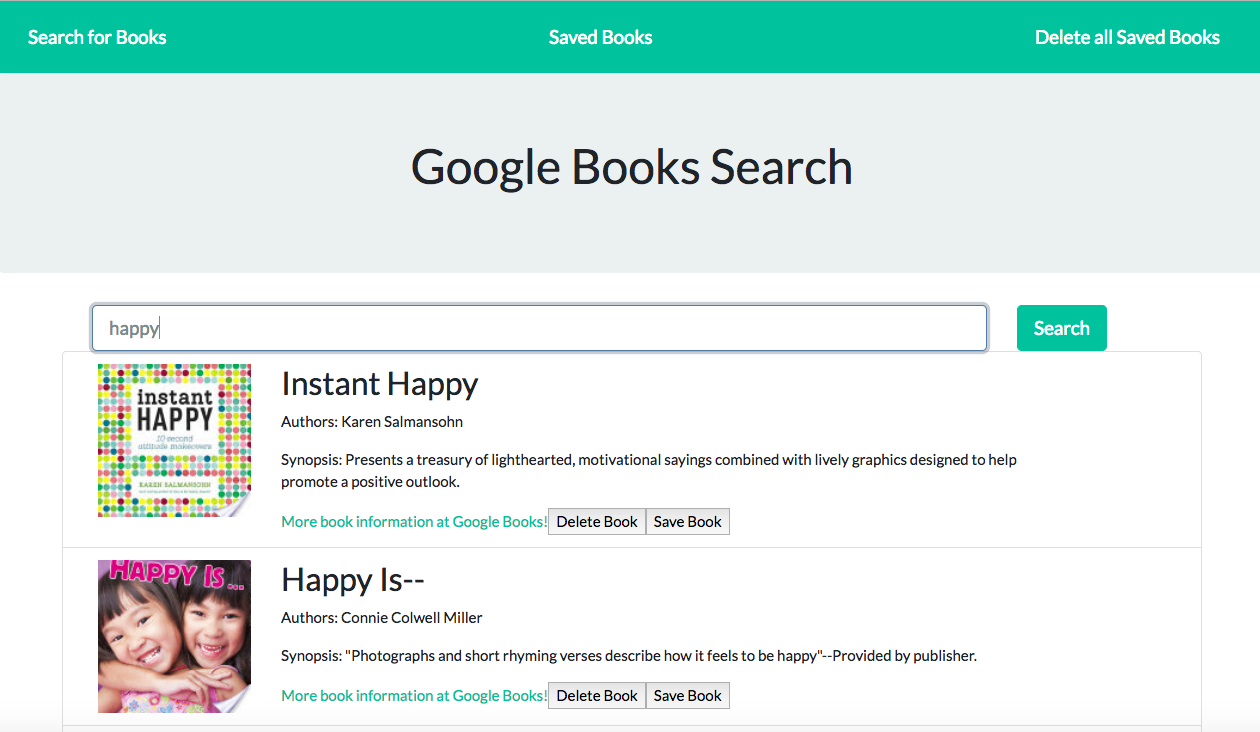 Search for Books
Saved Books
Delete all Saved Books
Google Books Search
happy
Search
instant
HAPPY
10 second
attitude makeovers
KAREN SALMANSOHN
Instant Happy
Authors: Karen Salmansohn
Synopsis: Presents a treasury of lighthearted, motivational sayings combined with lively graphics designed to help
promote a positive outlook.
More book information at Google Books! Delete Book Save Book
HAPPY IS...
Happy Is--
Authors: Connie Colwell Miller
Synopsis: "Photographs and short rhyming verses describe how it feels to be happy"--Provided by publisher.
More book information at Google Books! Delete Book Save Book